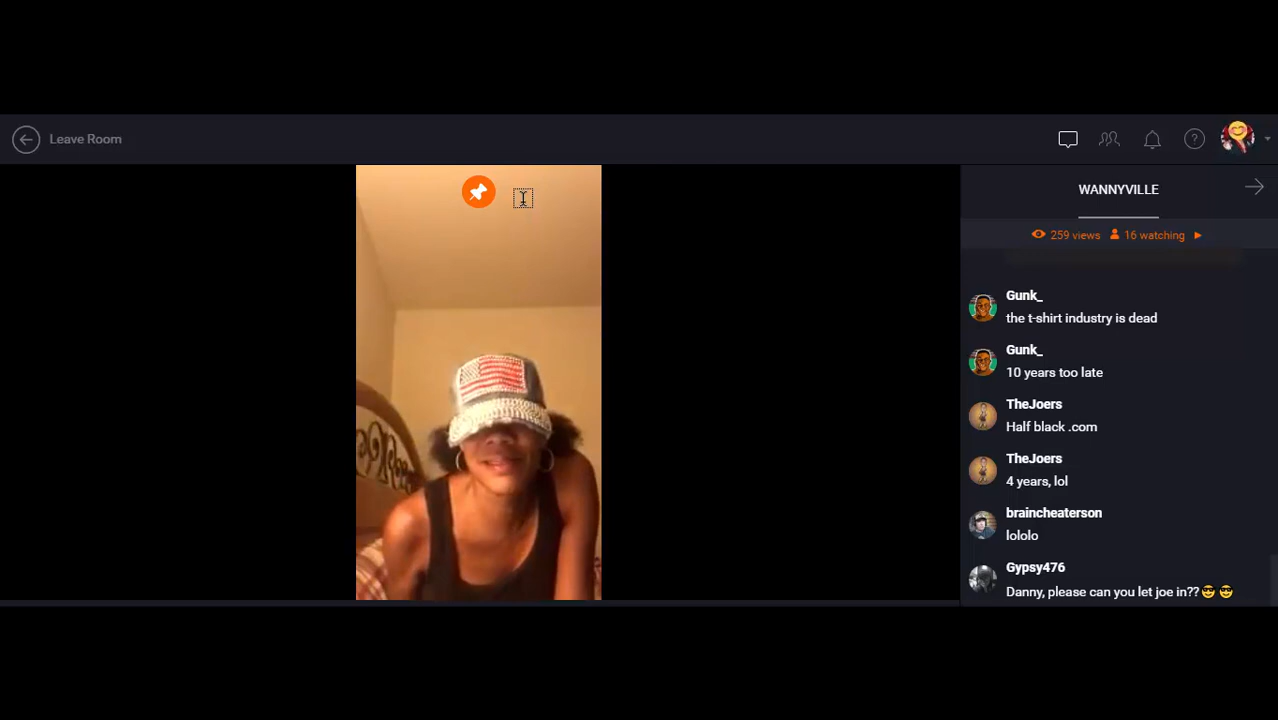 Leave Room
WANNYVILLE
259 views 16 watching
Gunk_
the t-shirt industry is dead
Gunk_
10 years too late
TheJoers
Half black .com
TheJoers
4 years, lol
braincheaterson
lololo
Gypsy476
Danny, please can you let joe in??😎 😎